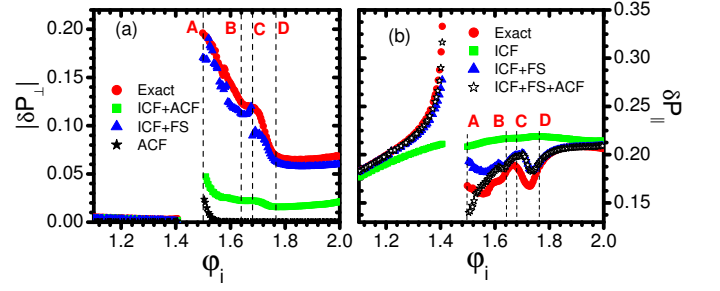 (a)
A B C D
Exact
ICF+ACF
ICF+FS
ACF
|δP⊥|
0.20
0.15
0.10
0.05
0.00
1.2 1.4 1.6 1.8 2.0
φi
(b)
Exact
ICF
ICF+FS
ICF+FS+ACF
A B C D
0.35
0.30
0.25
0.20
0.15
δP∥
1.2 1.4 1.6 1.8 2.0
φi